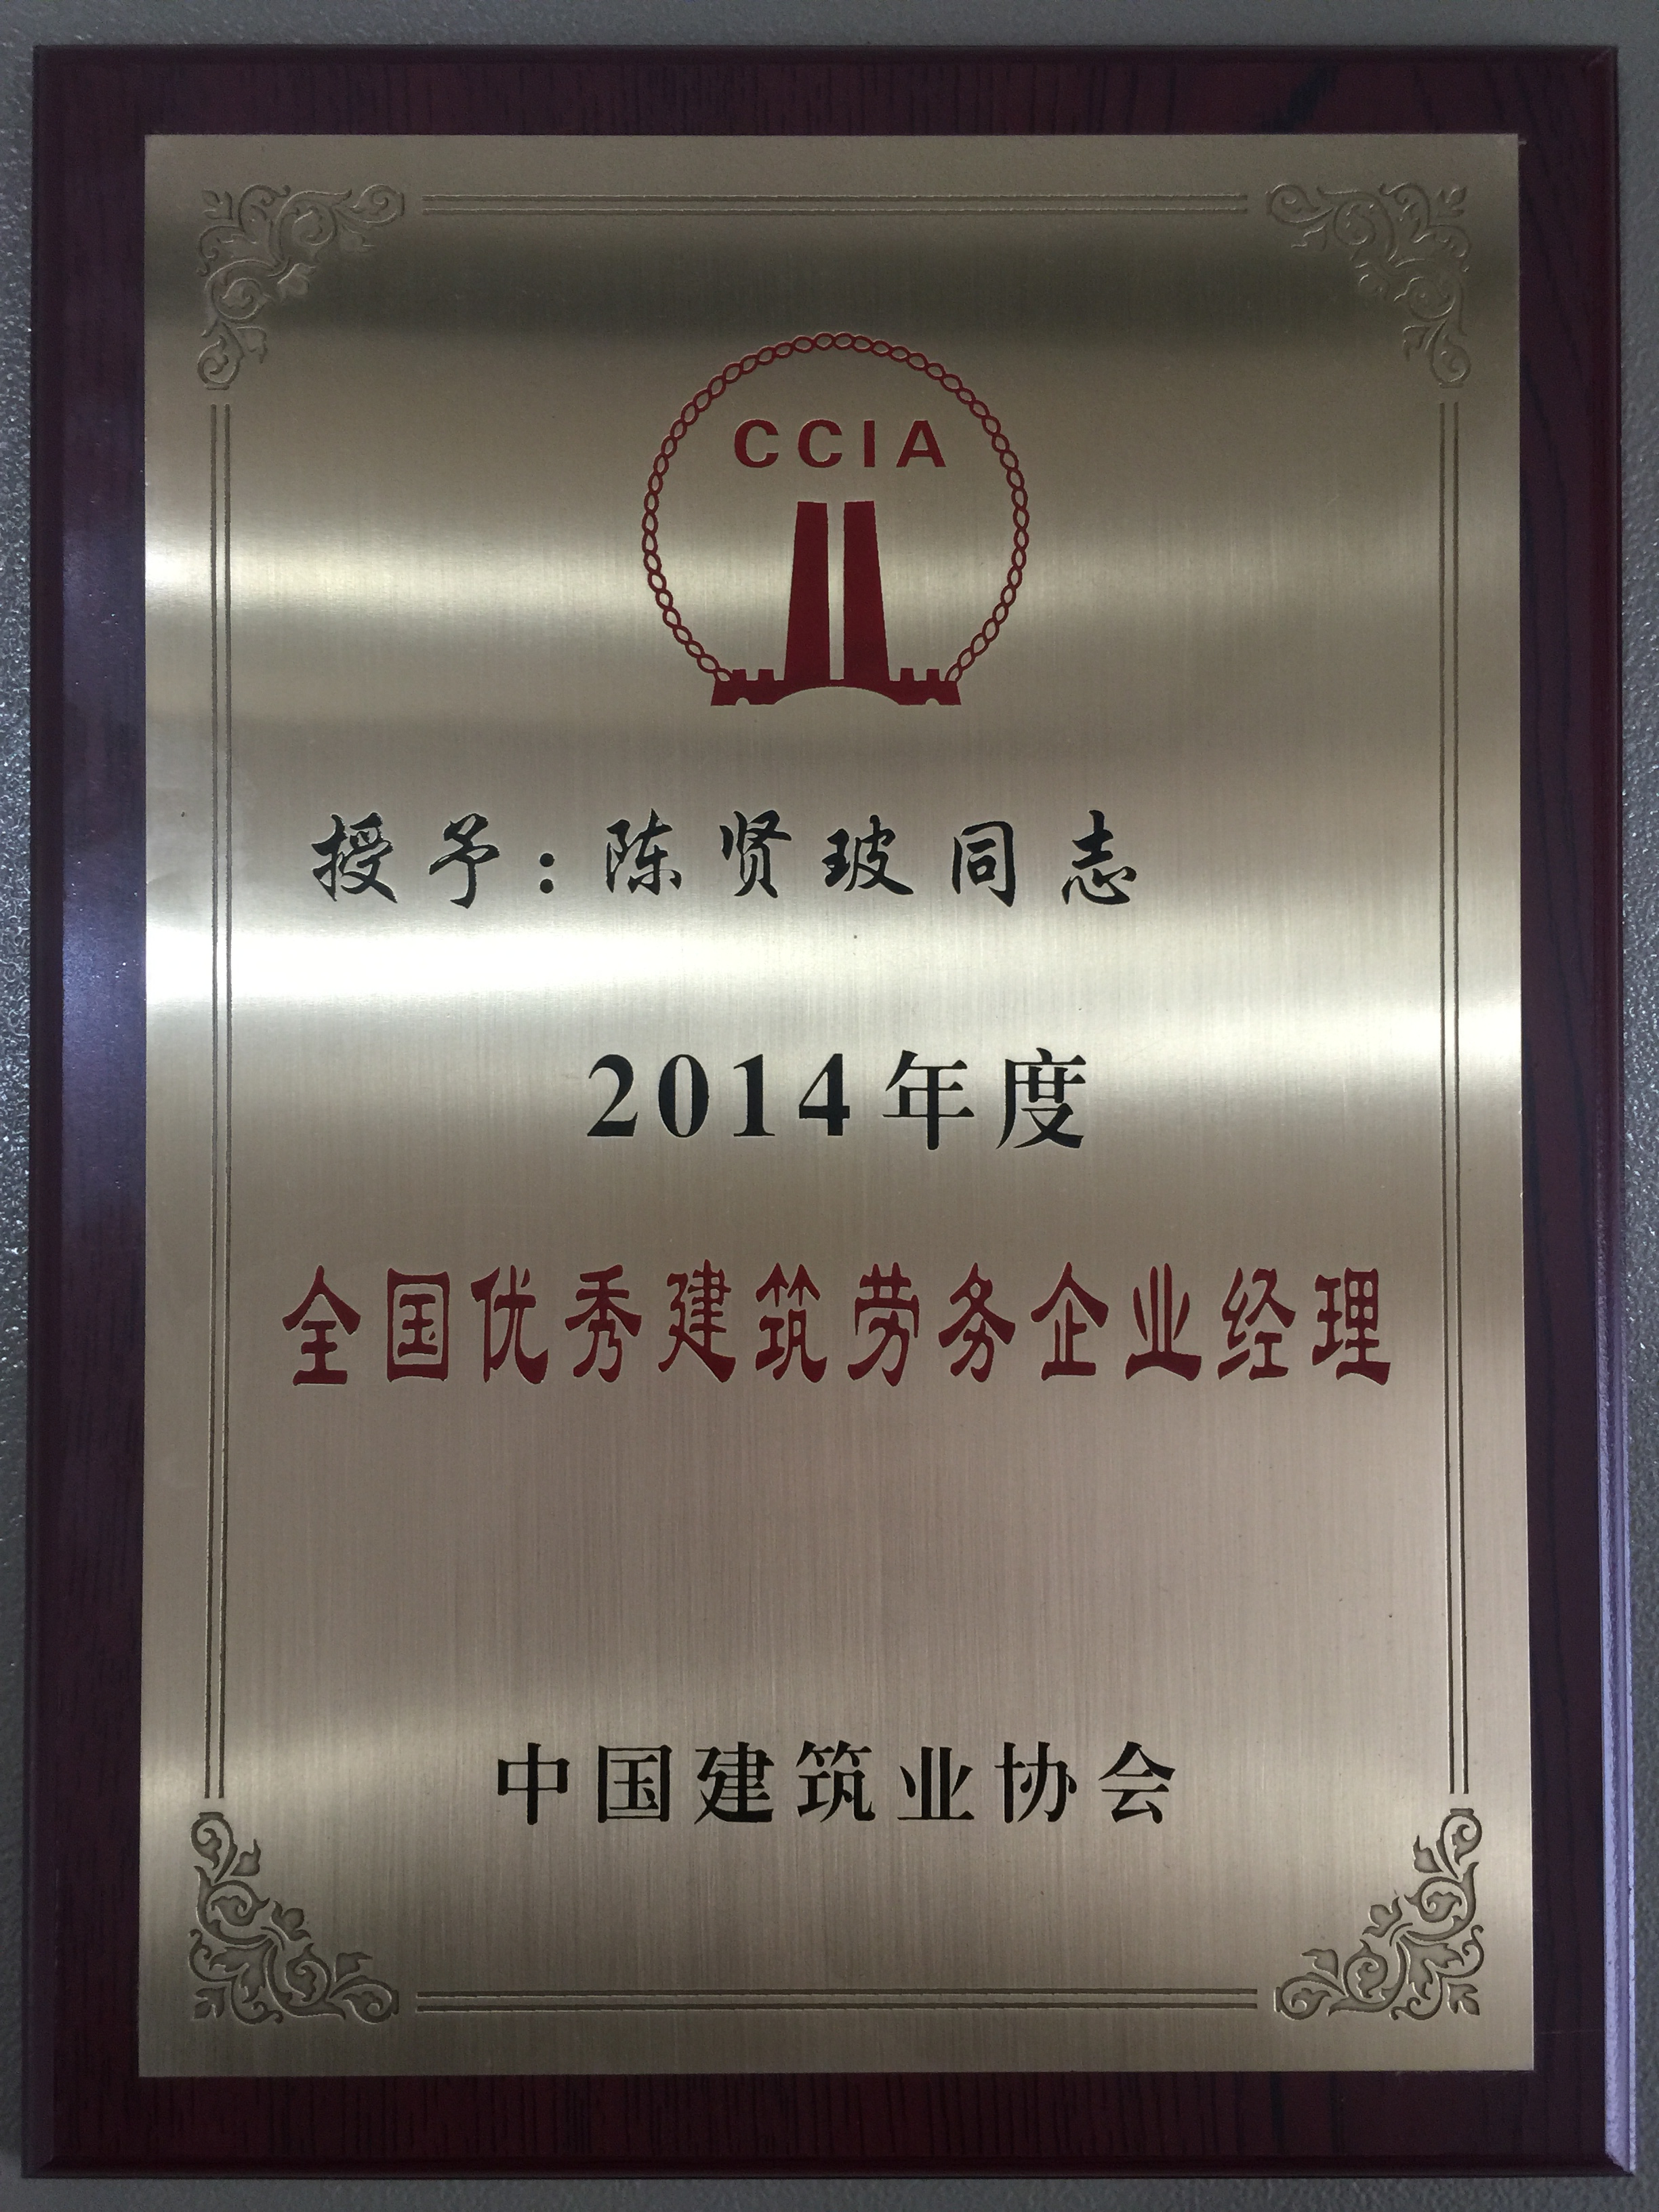 CCIA
授予：陈贤玻同志
2014年度
全国优秀建筑劳务企业经理
中国建筑业协会